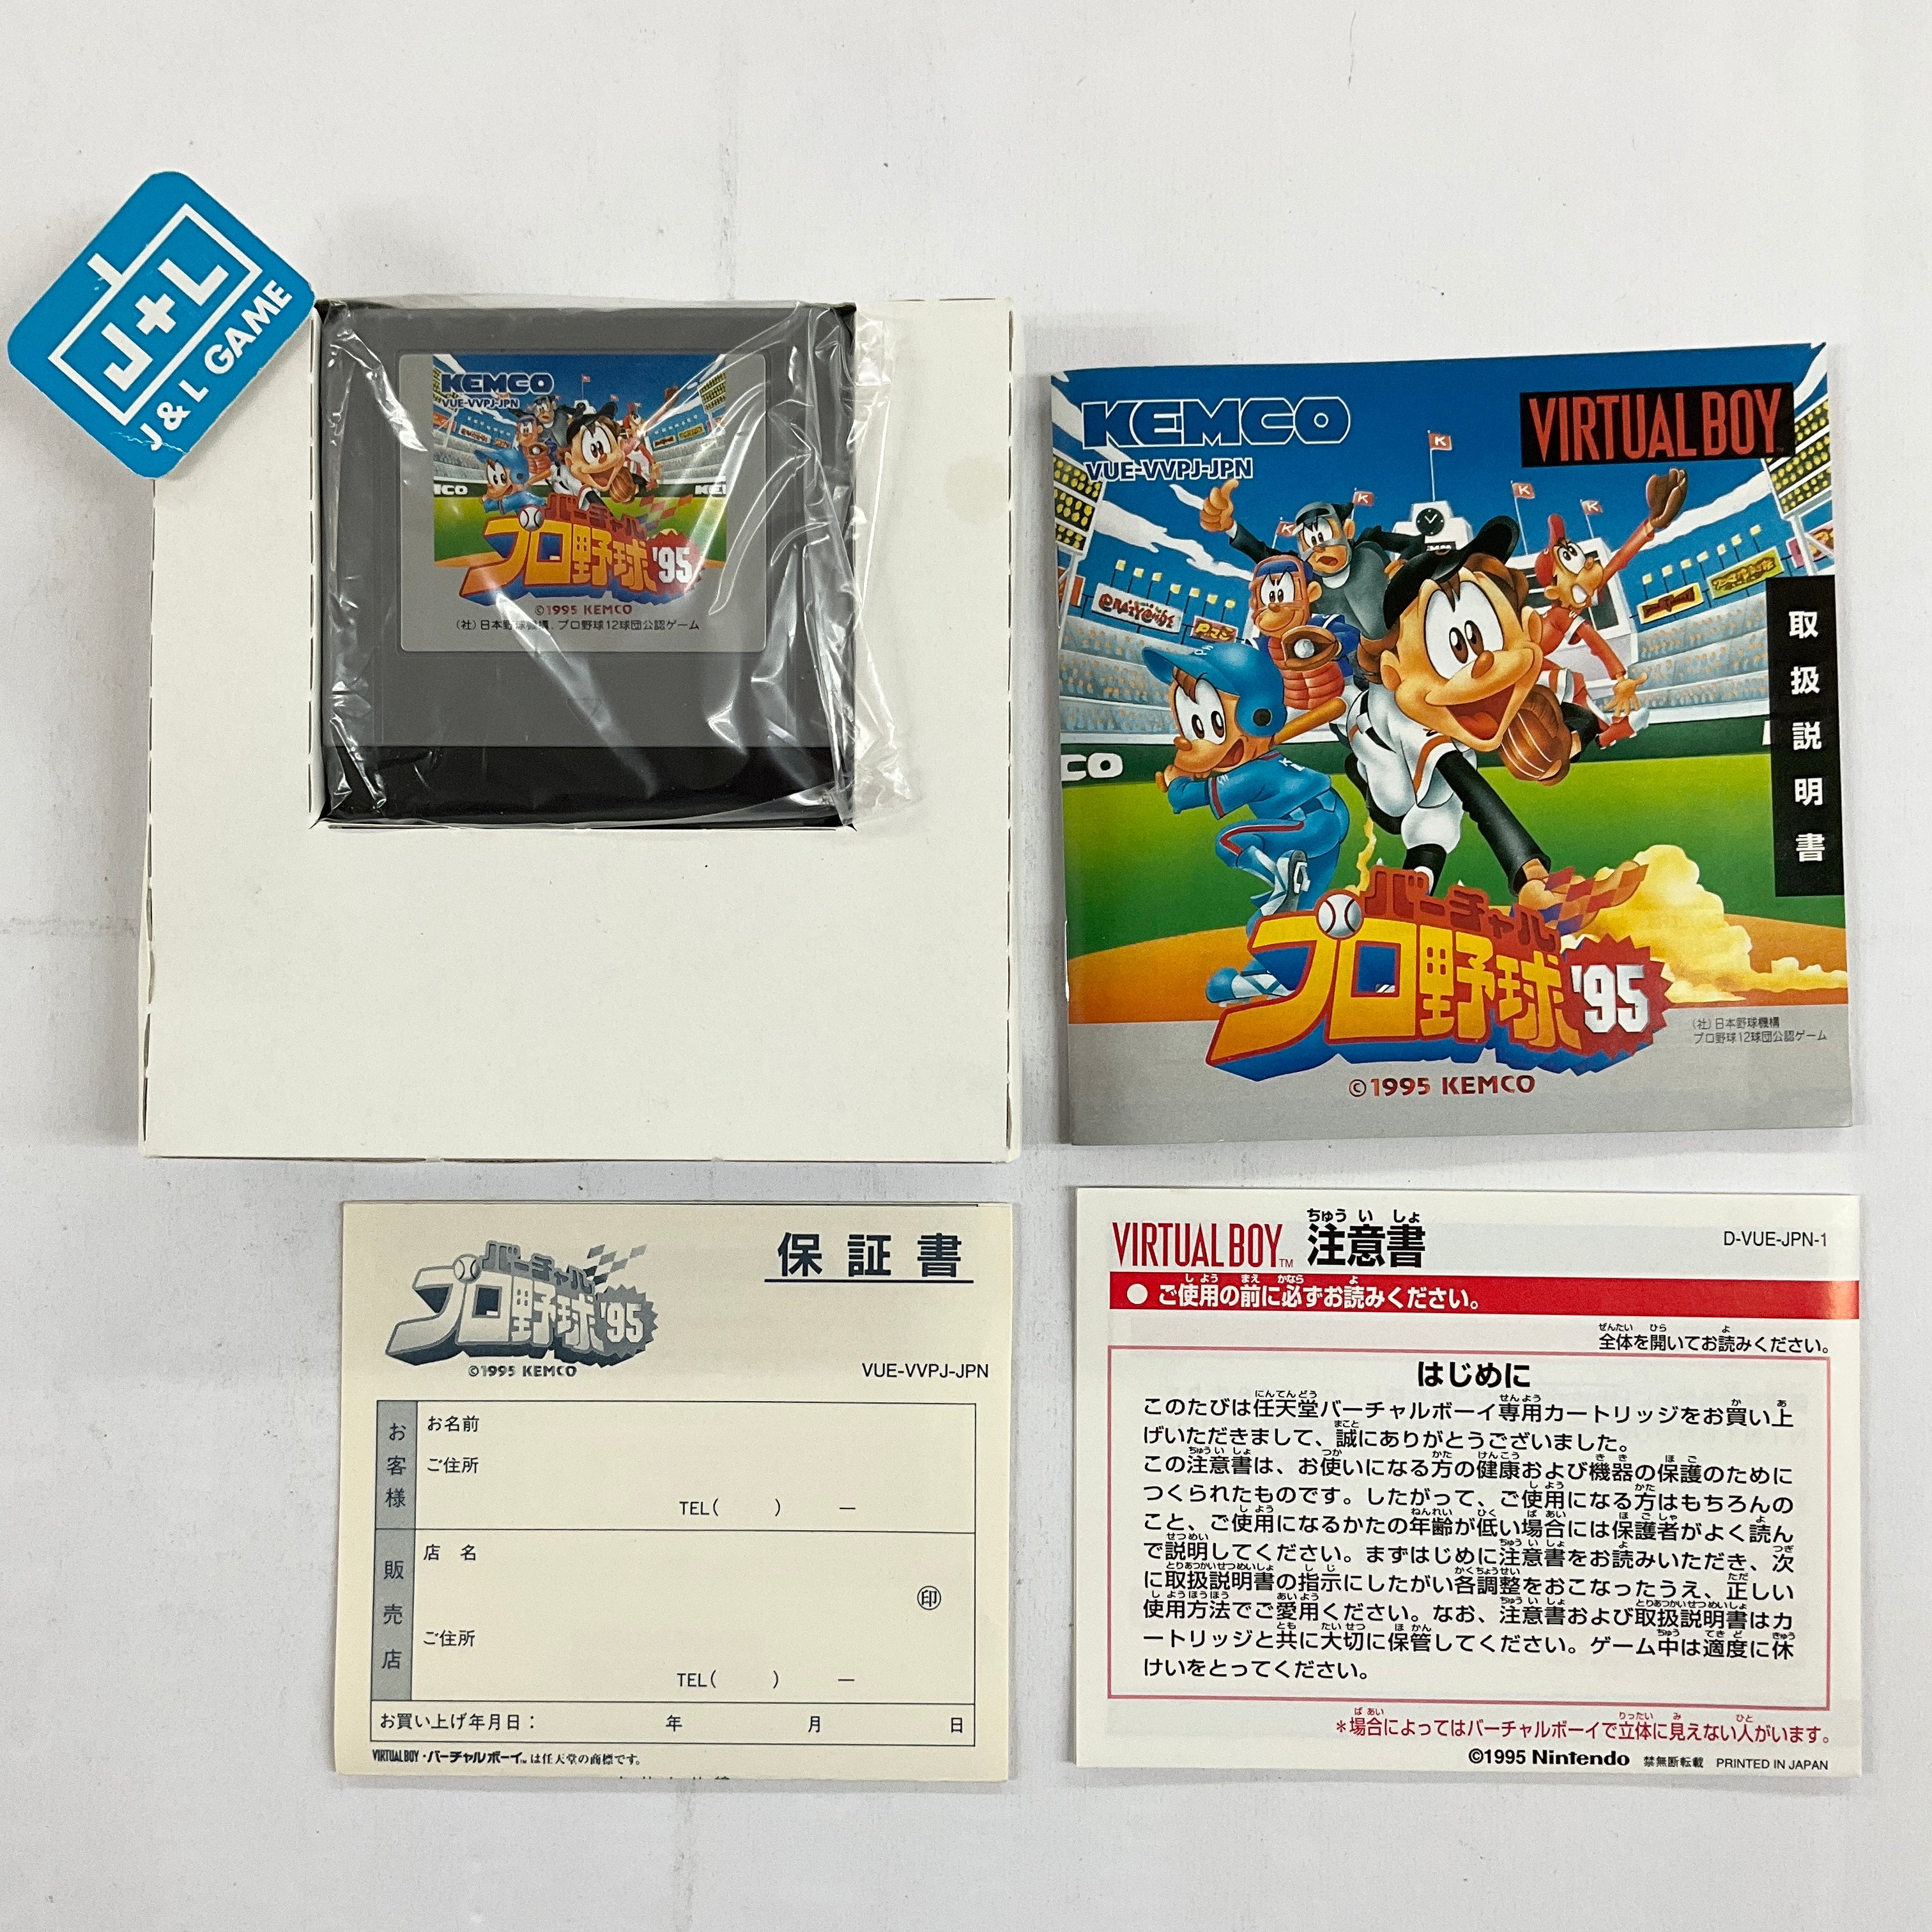 J+L
J & L GAME
KEMCO
VUE-VVPJ-JPN
KEMCO
バーチャル
プロ野球'95
©1995 KEMCO
(社)日本野球機構、プロ野球12球団公認ゲーム
KEMCO
VUE-VVPJ-JPN
VIRTUAL BOY
取扱説明書
K
K
K
K
CO
バーチャル
プロ野球'95
(社)日本野球機構
プロ野球12球団公認ゲーム
©1995 KEMCO
バーチャル
プロ野球'95
©1995 KEMCO
保証書
VUE-VVPJ-JPN
お客様
お名前
ご住所
TEL( ) ー
販売店
店 名
印
ご住所
TEL( ) ー
お買い上げ年月日: 年 月 日
VIRTUAL BOY・バーチャルボーイ™は任天堂の商標です。
VIRTUAL BOY™ 注意書
ちゅういしょ
D-VUE-JPN-1
●ご使用の前に必ずお読みください。
全体を開いてお読みください。
はじめに
このたびは任天堂バーチャルボーイ専用カートリッジをお買い上
げいただきまして、誠にありがとうございました。
この注意書は、お使いになる方の健康および機器の保護のために
つくられたものです。したがって、ご使用になる方はもちろんの
こと、ご使用になるかたの年齢が低い場合には保護者がよく読ん
で説明してください。まずはじめに注意書をお読みいただき、次
に取扱説明書の指示にしたがい各調整をおこなったうえ、正しい
使用方法でご愛用ください。なお、注意書および取扱説明書はカ
ートリッジと共に大切に保管してください。ゲーム中は適度に休
けいをとってください。
*場合によってはバーチャルボーイで立体に見えない人がいます。
©1995 Nintendo 禁無断転載 PRINTED IN JAPAN